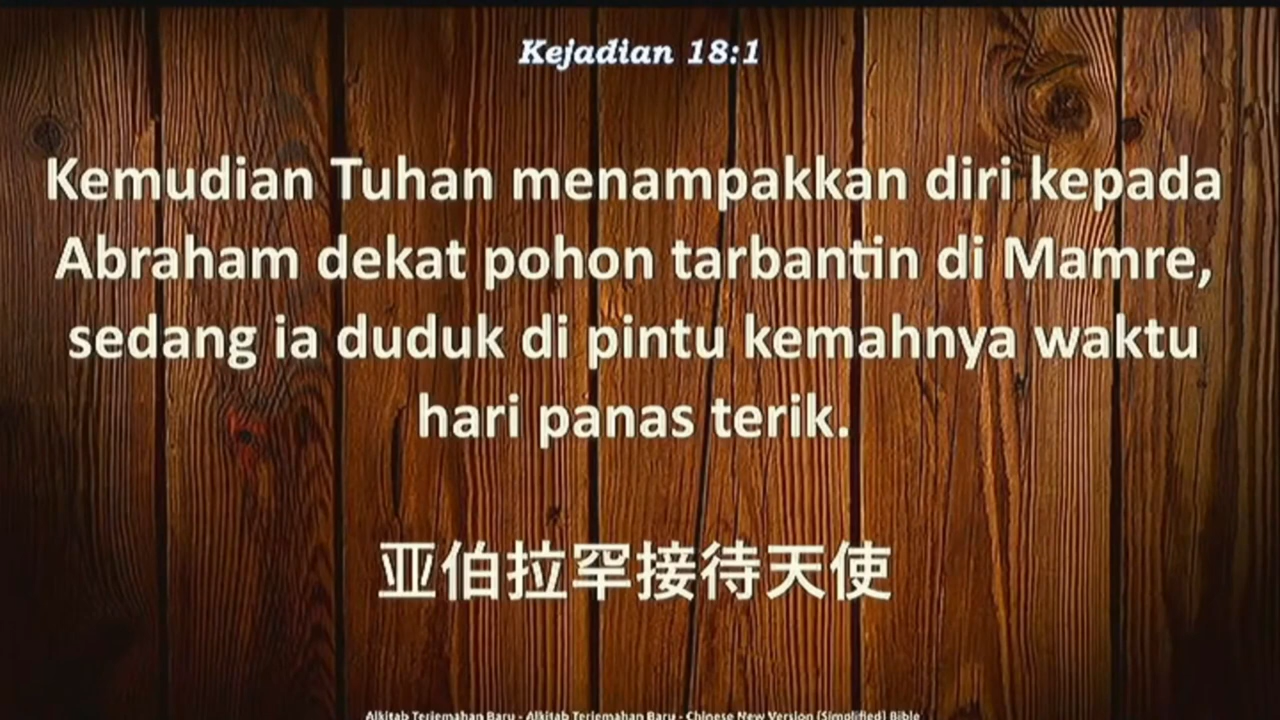 Kejadian 18:1
Kemudian Tuhan menampakkan diri kepada
Abraham dekat pohon tarbantin di Mamre,
sedang ia duduk di pintu kemahnya waktu
hari panas terik.
亚伯拉罕接待天使
Alkitab Terjemahan Baru - Alkitab Terjemahan Baru - Chinese New Version (Simplified) Bible